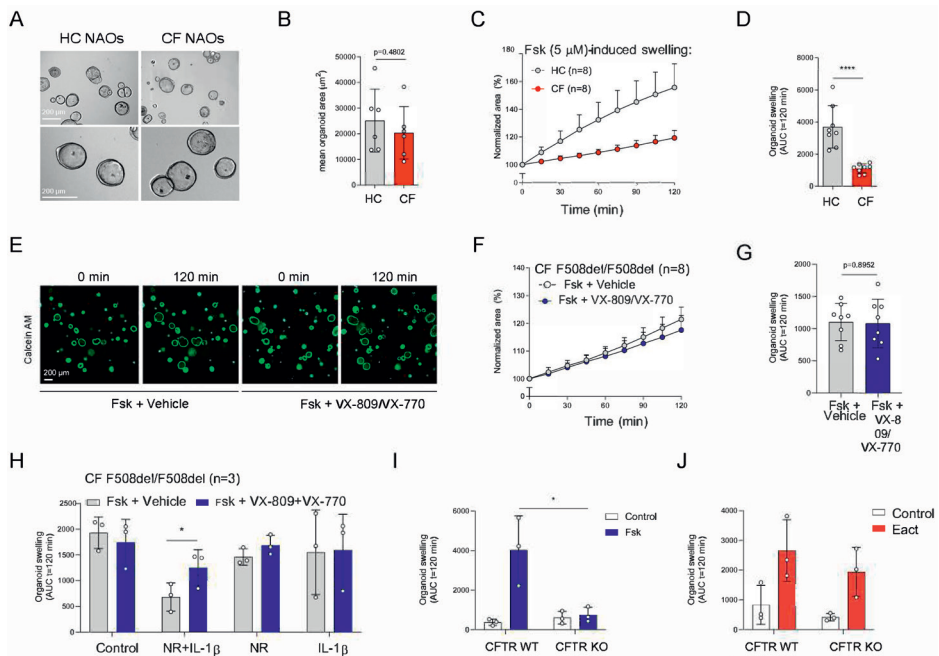 A
HC NAOs
CF NAOs
200 µm
200 µm
B
p=0.4802
mean organoid area (µm²)
50000
40000
30000
20000
10000
0
HC
CF
C
Fsk (5 µM)-induced swelling:
HC (n=8)
CF (n=8)
Normalized area (%)
180
160
140
120
100
0
0
30
60
90
120
Time (min)
D
****
Organoid swelling
(AUC t=120 min)
8000
6000
4000
2000
0
HC
CF
E
0 min
120 min
0 min
120 min
Calcein AM
200 µm
Fsk + Vehicle
Fsk + VX-809/VX-770
F
CF F508del/F508del (n=8)
Fsk + Vehicle
Fsk + VX-809/VX-770
Normalized area (%)
140
130
120
110
100
0
0
30
60
90
120
Time (min)
G
p=0.8952
Organoid swelling
(AUC t=120 min)
2000
1500
1000
500
0
Fsk +
Vehicle
Fsk +
VX-8
09/
VX-770
H
CF F508del/F508del (n=3)
Fsk + Vehicle
Fsk + VX-809+VX-770
Organoid swelling
(AUC t=120 min)
2500
2000
1500
1000
500
0
*
Control
NR+IL-1β
NR
IL-1β
I
*
Control
Fsk
Organoid swelling
(AUC t=120 min)
6000
4000
2000
0
CFTR WT
CFTR KO
J
Control
Eact
Organoid swelling
(AUC t=120 min)
4000
3000
2000
1000
0
CFTR WT
CFTR KO